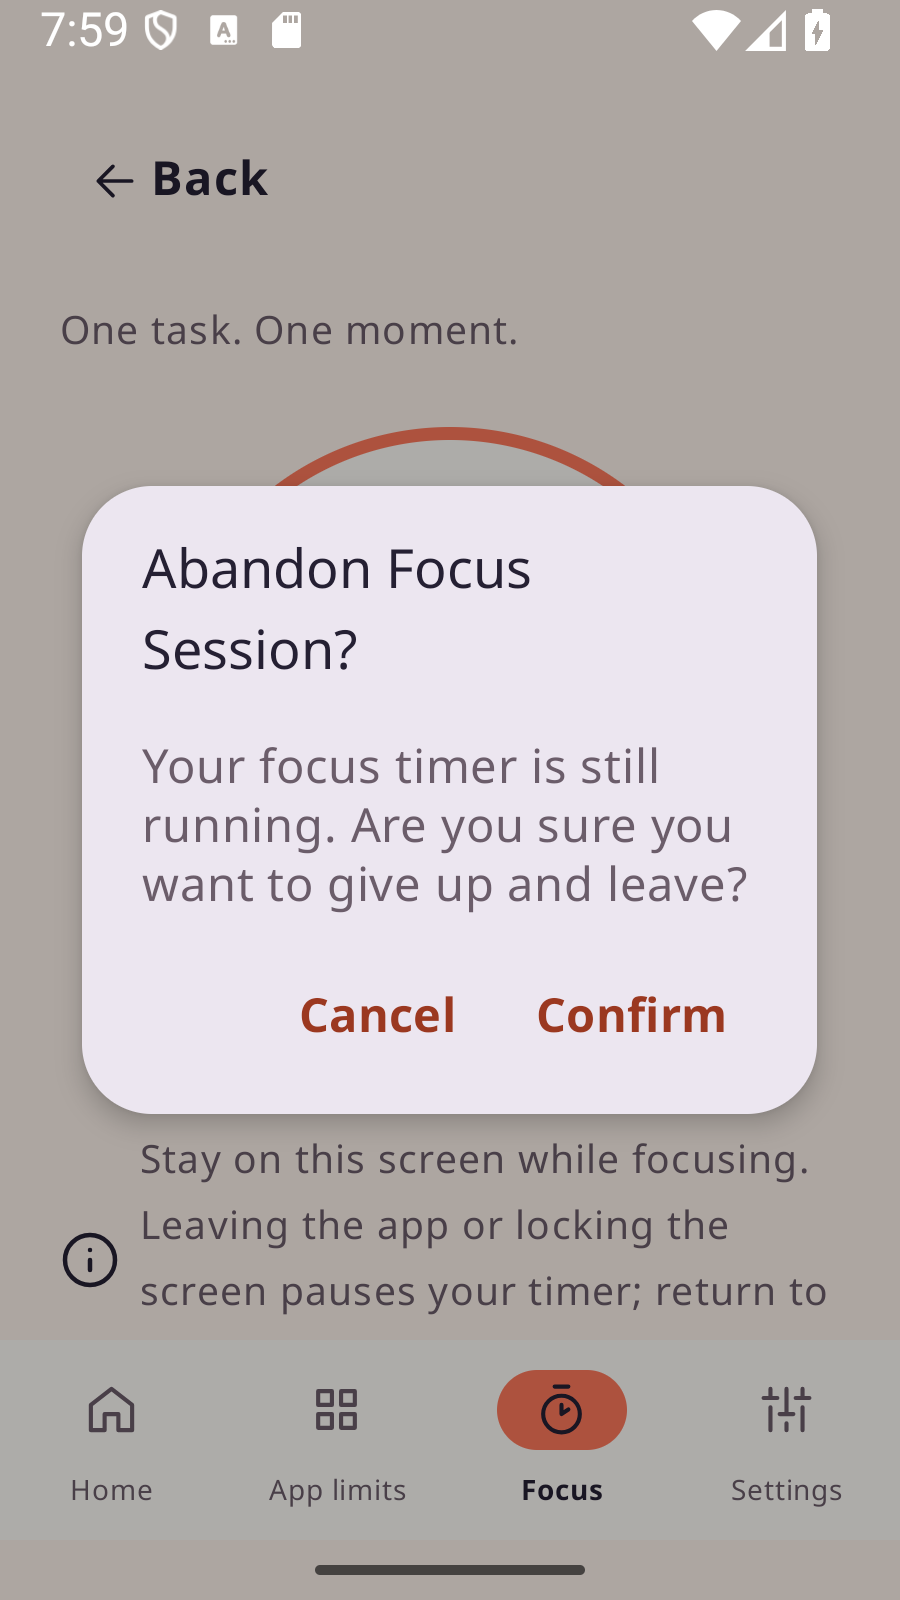 7:59
Back
One task. One moment.
Abandon Focus
Session?
Your focus timer is still
running. Are you sure you
want to give up and leave?
Cancel Confirm
Stay on this screen while focusing.
Leaving the app or locking the
screen pauses your timer; return to
Home App limits Focus Settings